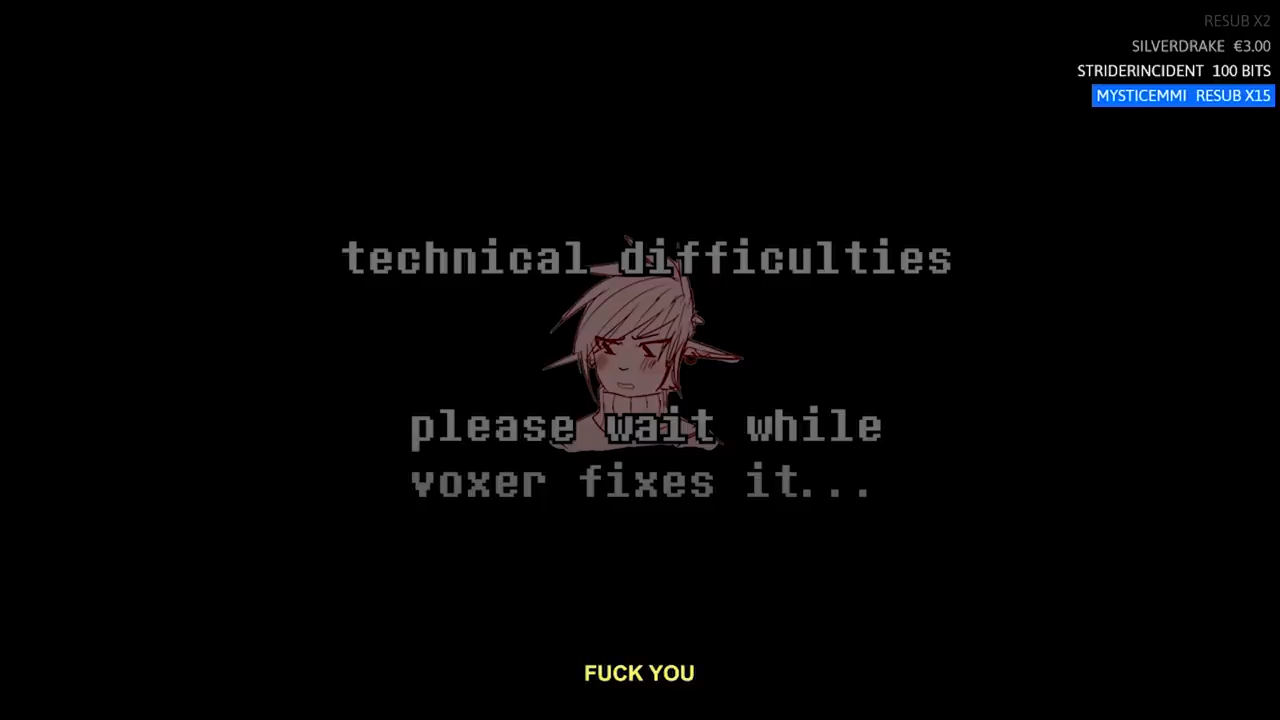 RESUB X2
SILVERDRAKE €3.00
STRIDERINCIDENT 100 BITS
MYSTICEMMI RESUB X15
technical difficulties
please wait while
voxer fixes it...
FUCK YOU